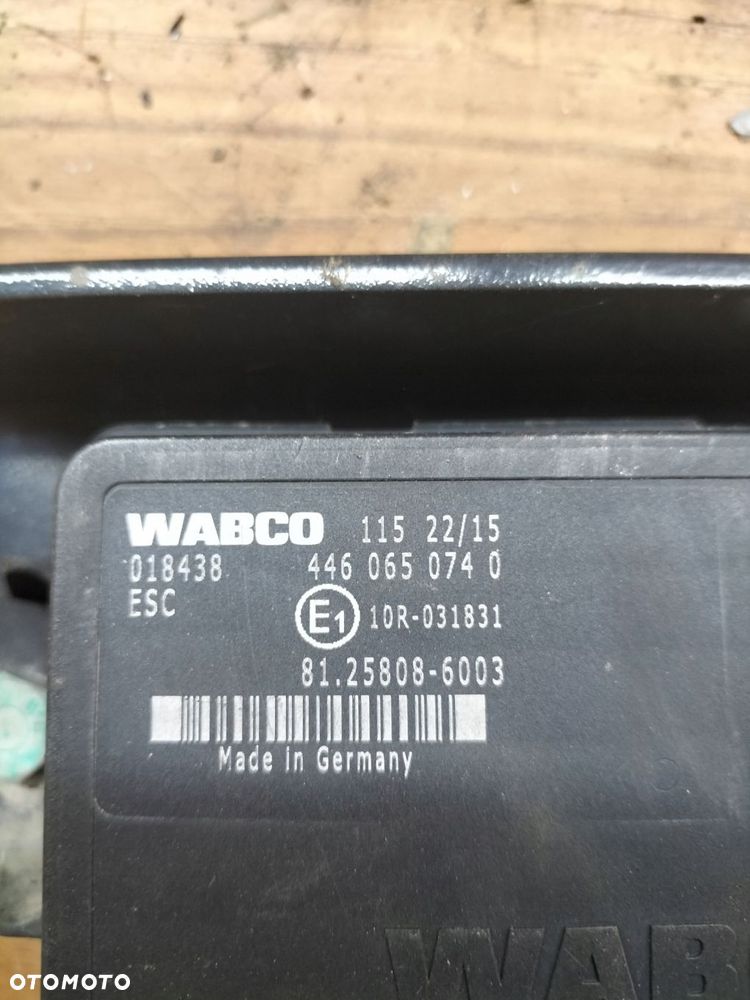 WABCO 115 22/15
018438 446 065 074 0
ESC E1 10R-031831
81.25808-6003
Made in Germany
WAB
OTOMOTO